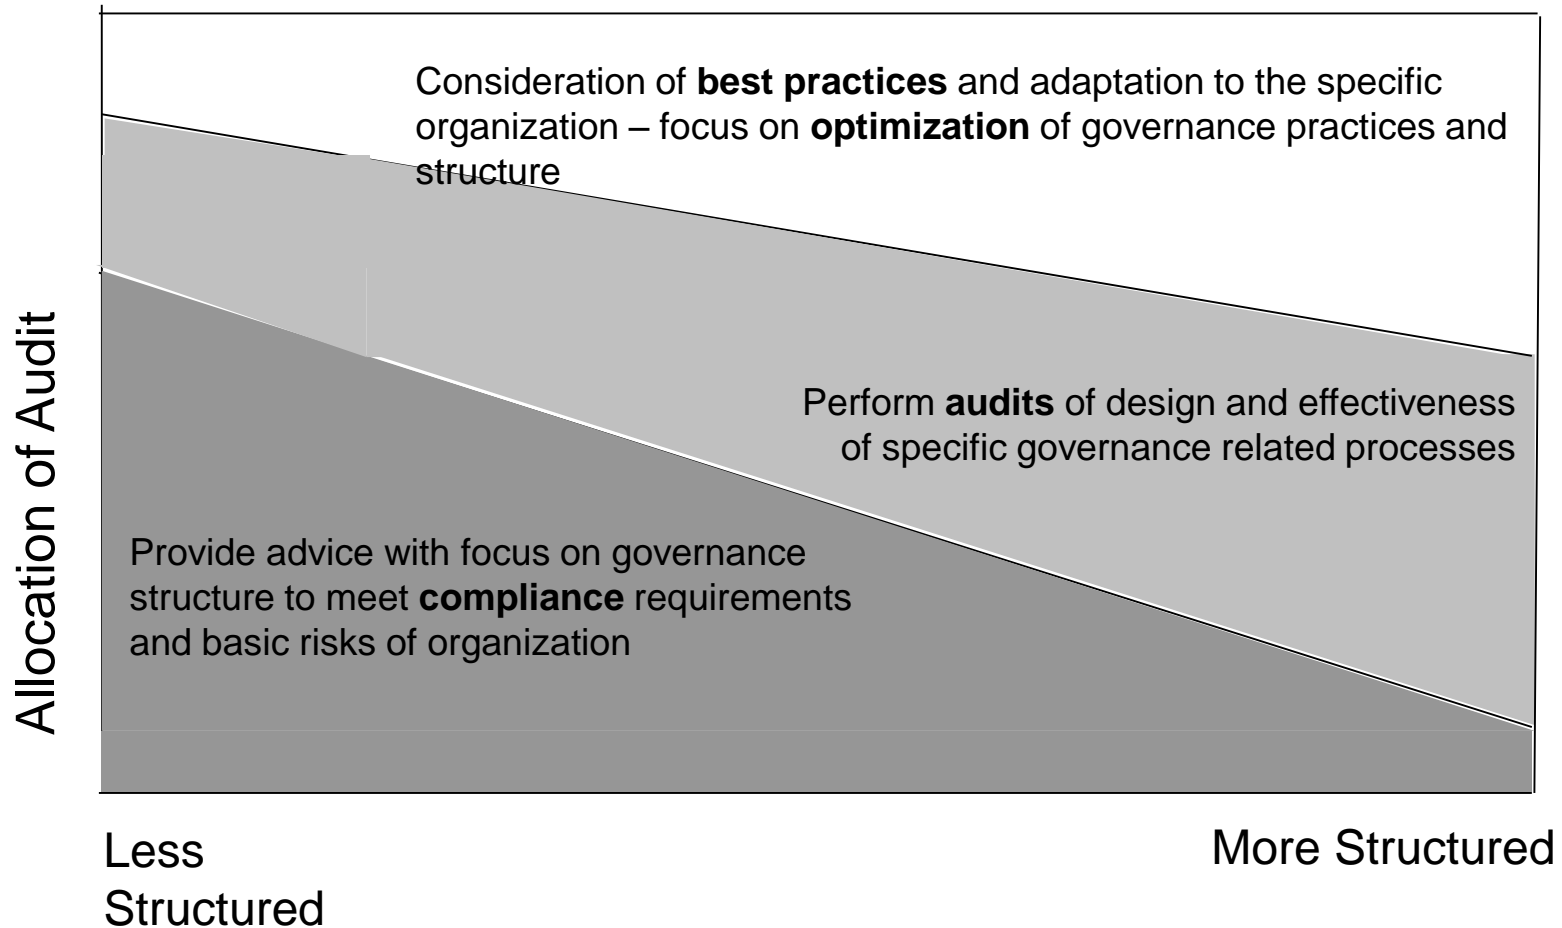 Consideration of best practices and adaptation to the specific
organization – focus on optimization of governance practices and
structure
Perform audits of design and effectiveness
of specific governance related processes
Provide advice with focus on governance
structure to meet compliance requirements
and basic risks of organization
Allocation of Audit
Less
Structured
More Structured